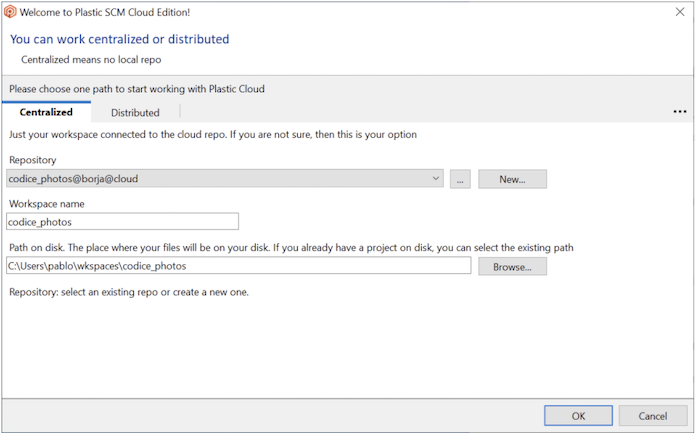 Welcome to Plastic SCM Cloud Edition!
You can work centralized or distributed
Centralized means no local repo
Please choose one path to start working with Plastic Cloud
Centralized Distributed ...
Just your workspace connected to the cloud repo. If you are not sure, then this is your option
Repository
codice_photos@borja@cloud ... New...
Workspace name
codice_photos
Path on disk. The place where your files will be on your disk. If you already have a project on disk, you can select the existing path
C:\Users\pablo\wkspaces\codice_photos Browse...
Repository: select an existing repo or create a new one.
OK Cancel